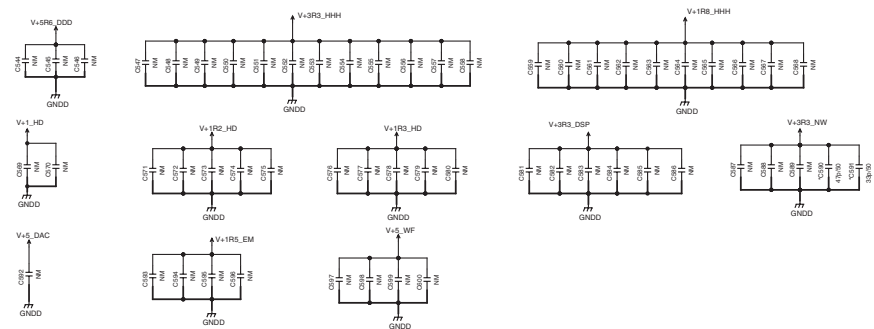 V+5R6_DDD
C544 NM
C545 NM
C546 NM
GNDD
V+3R3_HHH
C547 NM
C548 NM
C549 NM
C550 NM
C551 NM
C552 NM
C553 NM
C554 NM
C555 NM
C556 NM
C557 NM
C558 NM
GNDD
V+1R8_HHH
C559 NM
C560 NM
C561 NM
C562 NM
C563 NM
C564 NM
C565 NM
C566 NM
C567 NM
C568 NM
GNDD
V+1_HD
C569 NM
C570 NM
GNDD
V+1R2_HD
C571 NM
C572 NM
C573 NM
C574 NM
C575 NM
GNDD
V+1R3_HD
C576 NM
C577 NM
C578 NM
C579 NM
C580 NM
GNDD
V+3R3_DSP
C581 NM
C582 NM
C583 NM
C584 NM
C585 NM
C586 NM
GNDD
V+3R3_NW
C587 NM
C588 NM
C589 NM
*C590 47p/50
*C591 33p/50
GNDD
V+5_DAC
C592 NM
GNDD
V+1R5_EM
C593 NM
C594 NM
C595 NM
C596 NM
GNDD
V+5_WF
C597 NM
C598 NM
C599 NM
C600 NM
GNDD